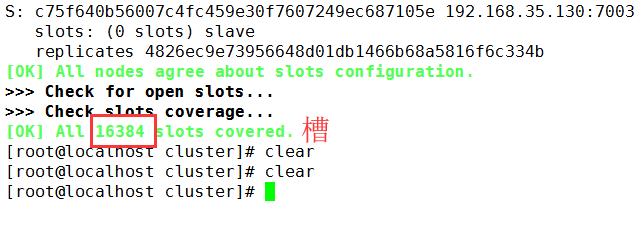 S: c75f640b56007c4fc459e30f7607249ec687105e 192.168.35.130:7003
slots: (0 slots) slave
replicates 4826ec9e73956648d01db1466b68a5816f6c334b
[OK] All nodes agree about slots configuration.
>>> Check for open slots...
>>> Check slots coverage...
[OK] All 16384 slots covered. 槽
[root@localhost cluster]# clear
[root@localhost cluster]# clear
[root@localhost cluster]#